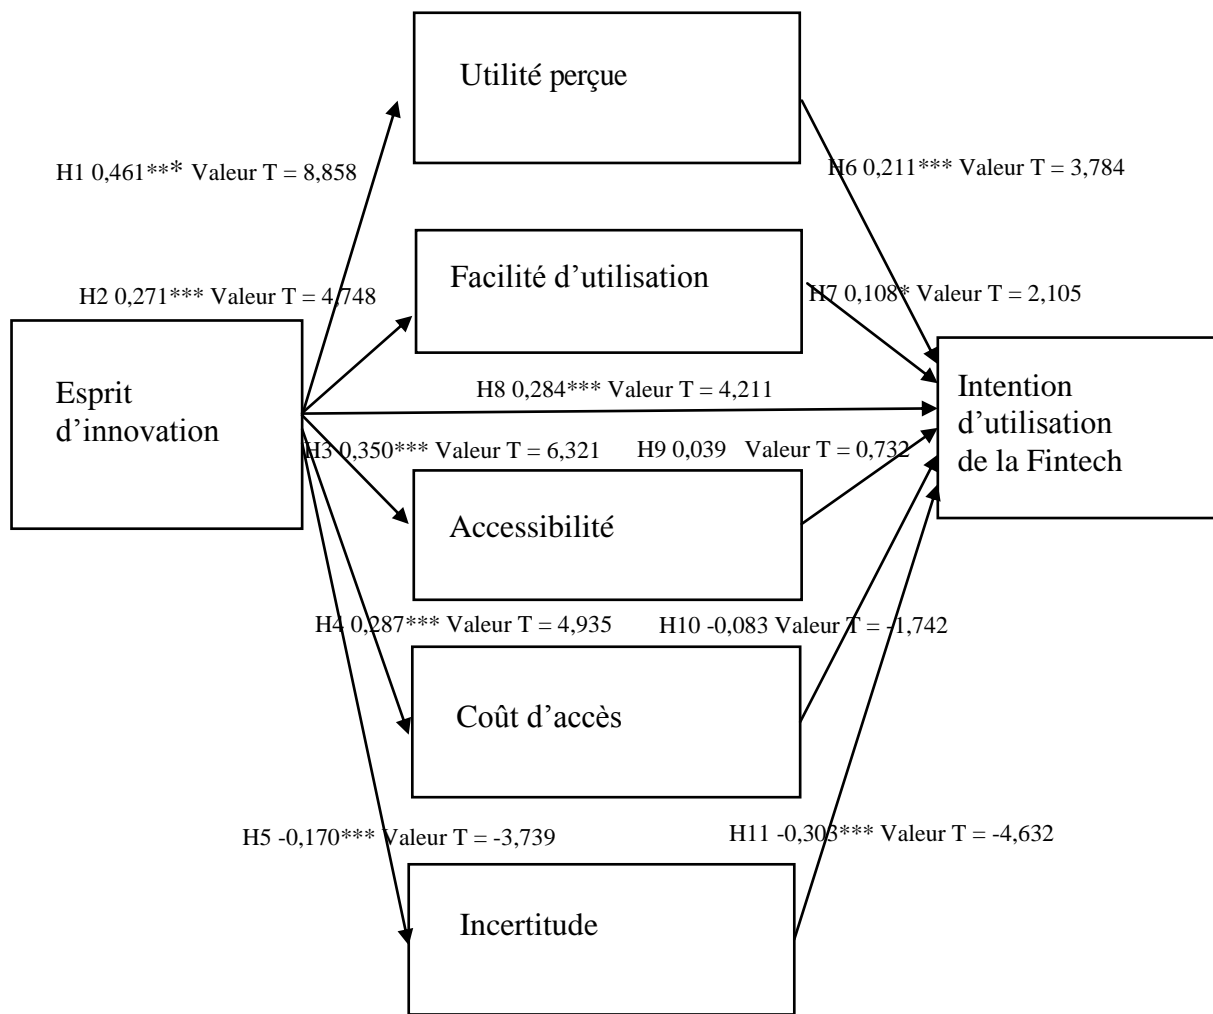 Utilité perçue
H1 0,461*** Valeur T = 8,858
H6 0,211*** Valeur T = 3,784
H2 0,271*** Valeur T = 4,748
Facilité d’utilisation
H7 0,108* Valeur T = 2,105
Esprit
d’innovation
H8 0,284*** Valeur T = 4,211
Intention
d’utilisation
de la Fintech
H3 0,350*** Valeur T = 6,321
H9 0,039 Valeur T = 0,732
Accessibilité
H4 0,287*** Valeur T = 4,935
H10 -0,083 Valeur T = -1,742
Coût d’accès
H5 -0,170*** Valeur T = -3,739
H11 -0,303*** Valeur T = -4,632
Incertitude